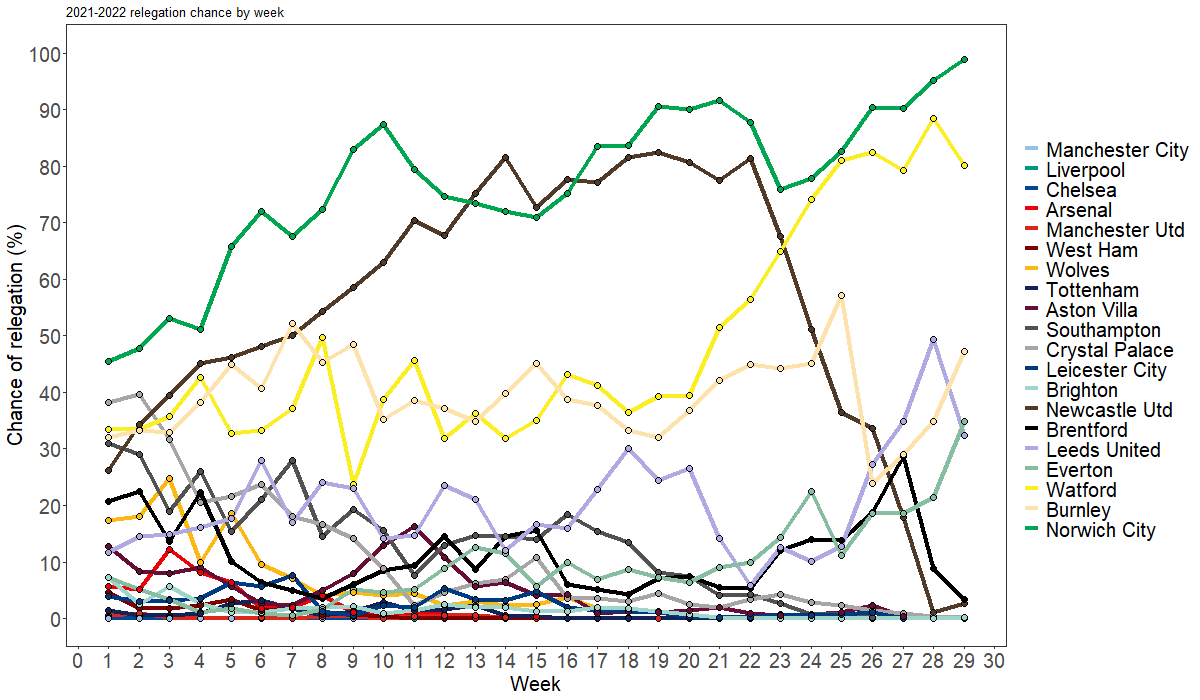 2021-2022 relegation chance by week
Chance of relegation (%)
100
90
80
70
60
50
40
30
20
10
0
0 1 2 3 4 5 6 7 8 9 10 11 12 13 14 15 16 17 18 19 20 21 22 23 24 25 26 27 28 29 30
Week
Manchester City
Liverpool
Chelsea
Arsenal
Manchester Utd
West Ham
Wolves
Tottenham
Aston Villa
Southampton
Crystal Palace
Leicester City
Brighton
Newcastle Utd
Brentford
Leeds United
Everton
Watford
Burnley
Norwich City